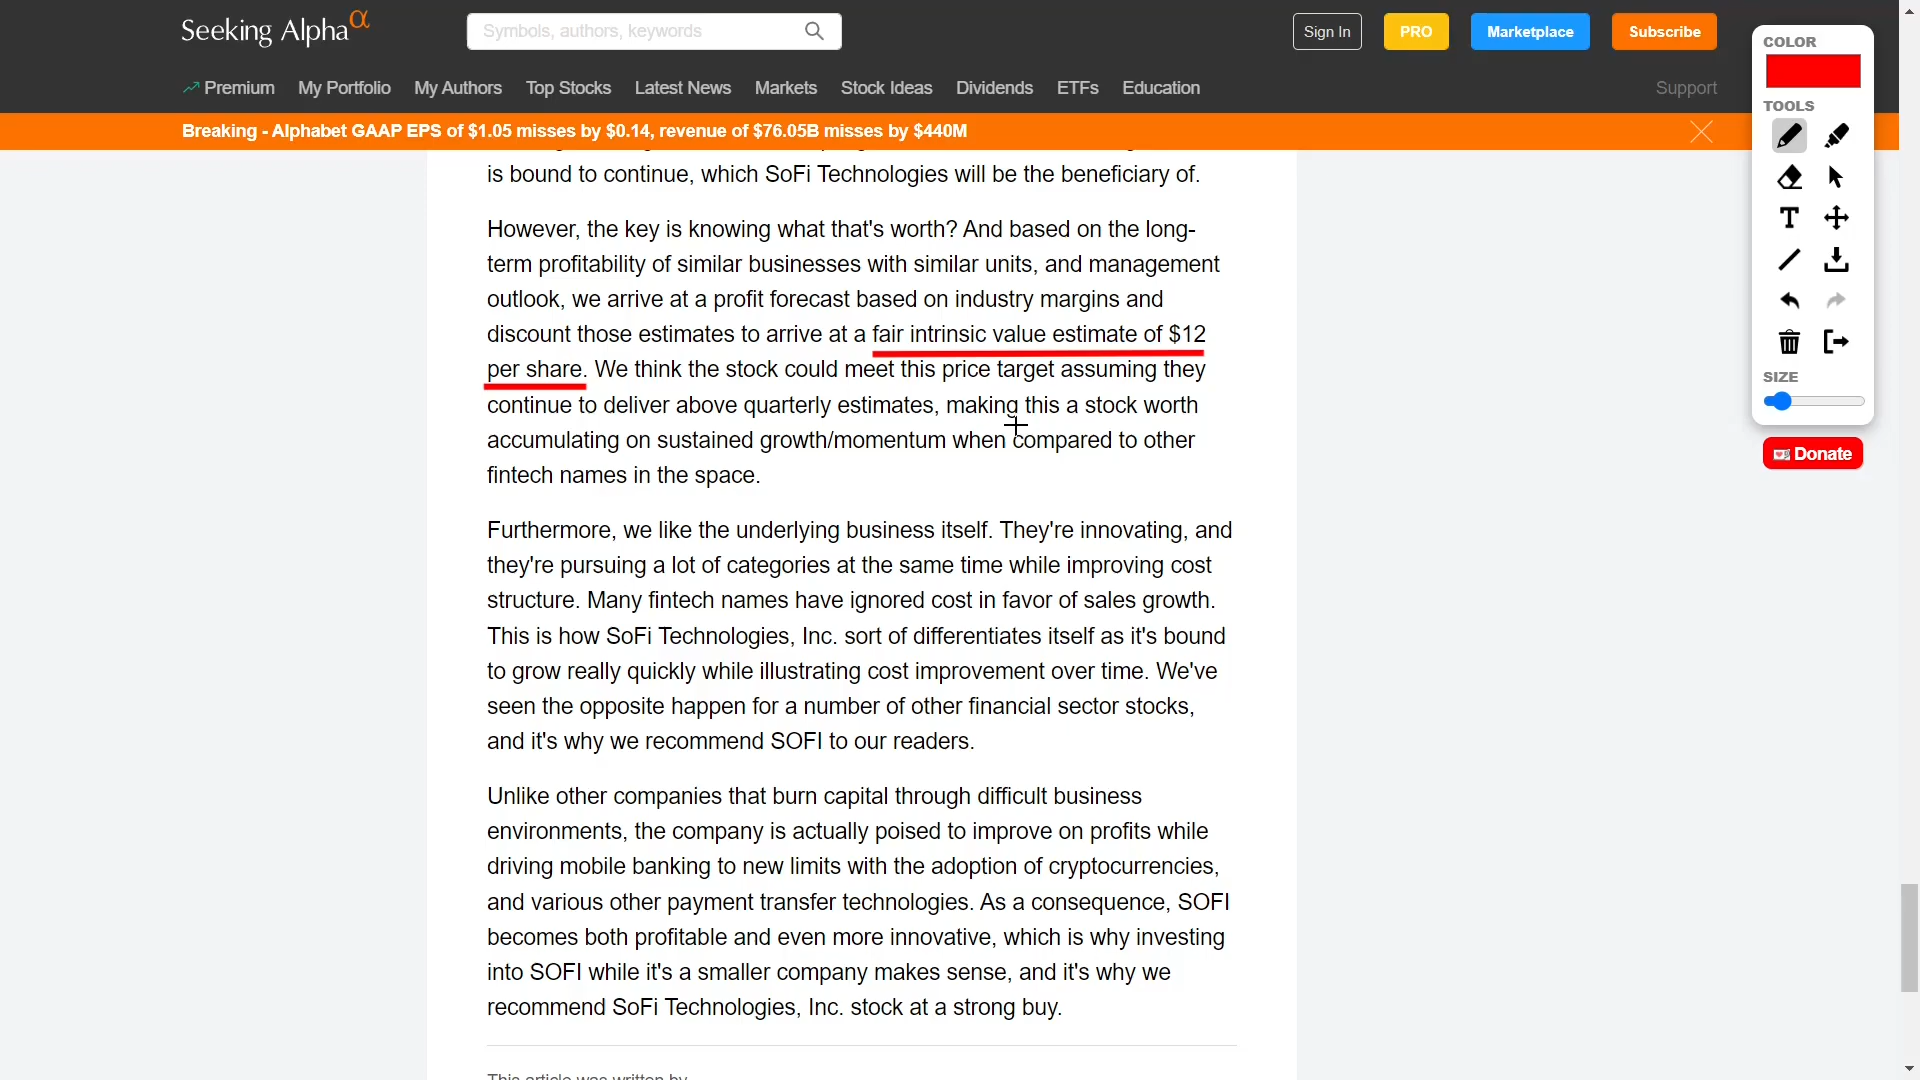 Seeking Alpha α
Symbols, authors, keywords
Sign In
PRO
Marketplace
Subscribe
Premium My Portfolio My Authors Top Stocks Latest News Markets Stock Ideas Dividends ETFs Education Support
Breaking - Alphabet GAAP EPS of $1.05 misses by $0.14, revenue of $76.05B misses by $440M
is bound to continue, which SoFi Technologies will be the beneficiary of.
However, the key is knowing what that's worth? And based on the long-
term profitability of similar businesses with similar units, and management
outlook, we arrive at a profit forecast based on industry margins and
discount those estimates to arrive at a fair intrinsic value estimate of $12
per share. We think the stock could meet this price target assuming they
continue to deliver above quarterly estimates, making this a stock worth
accumulating on sustained growth/momentum when compared to other
fintech names in the space.
Furthermore, we like the underlying business itself. They're innovating, and
they're pursuing a lot of categories at the same time while improving cost
structure. Many fintech names have ignored cost in favor of sales growth.
This is how SoFi Technologies, Inc. sort of differentiates itself as it's bound
to grow really quickly while illustrating cost improvement over time. We've
seen the opposite happen for a number of other financial sector stocks,
and it's why we recommend SOFI to our readers.
Unlike other companies that burn capital through difficult business
environments, the company is actually poised to improve on profits while
driving mobile banking to new limits with the adoption of cryptocurrencies,
and various other payment transfer technologies. As a consequence, SOFI
becomes both profitable and even more innovative, which is why investing
into SOFI while it's a smaller company makes sense, and it's why we
recommend SoFi Technologies, Inc. stock at a strong buy.
This article was written by
COLOR
TOOLS
T
SIZE
Donate